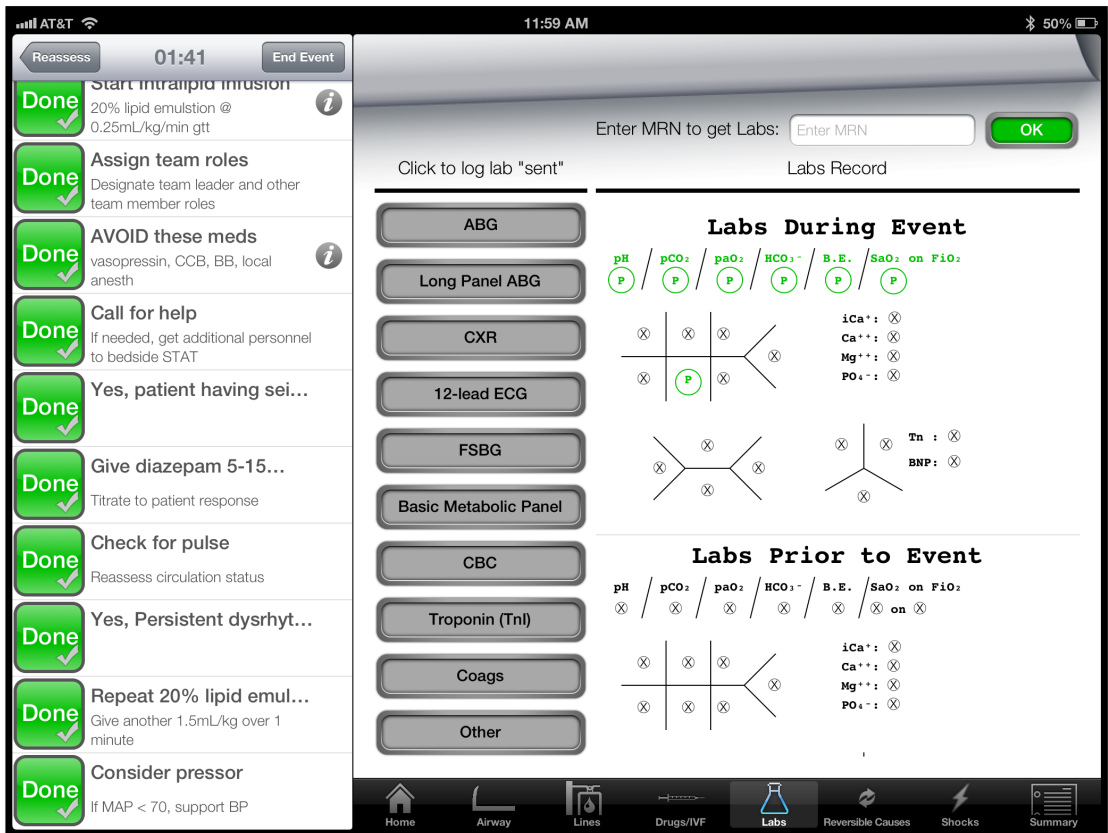 AT&T
11:59 AM
50%
Reassess
01:41
End Event
Done
Start Intralipid Infusion
20% lipid emulstion @
0.25mL/kg/min gtt
i
Done
Assign team roles
Designate team leader and other
team member roles
Done
AVOID these meds
vasopressin, CCB, BB, local
anesth
i
Done
Call for help
If needed, get additional personnel
to bedside STAT
Done
Yes, patient having sei...
Done
Give diazepam 5-15...
Titrate to patient response
Done
Check for pulse
Reassess circulation status
Done
Yes, Persistent dysrhyt...
Done
Repeat 20% lipid emul...
Give another 1.5mL/kg over 1
minute
Done
Consider pressor
If MAP < 70, support BP
Enter MRN to get Labs:
Enter MRN
OK
Click to log lab "sent"
ABG
Long Panel ABG
CXR
12-lead ECG
FSBG
Basic Metabolic Panel
CBC
Troponin (TnI)
Coags
Other
Labs Record
Labs During Event
pH / pCO₂ / paO₂ / HCO₃⁻ / B.E. / SaO₂ on FiO₂
P P P P P P
X X X
X
X P X
iCa⁺: X
Ca⁺⁺: X
Mg⁺⁺: X
PO₄⁻: X
X
X X
X
X X
X
Tn : X
BNP: X
Labs Prior to Event
pH / pCO₂ / paO₂ / HCO₃⁻ / B.E. / SaO₂ on FiO₂
X X X X X X on X
X X X
X
X X X
iCa⁺: X
Ca⁺⁺: X
Mg⁺⁺: X
PO₄⁻: X
Home
Airway
Lines
Drugs/IVF
Labs
Reversible Causes
Shocks
Summary